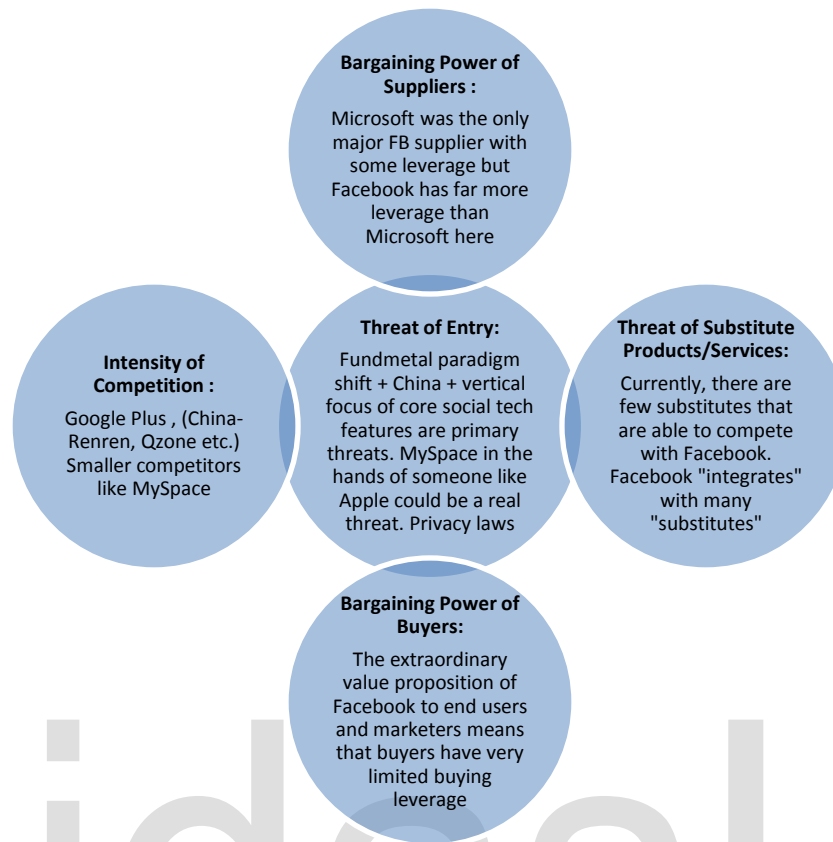 Bargaining Power of
Suppliers :
Microsoft was the only
major FB supplier with
some leverage but
Facebook has far more
leverage than
Microsoft here
Intensity of
Competition :
Google Plus , (China-
Renren, Qzone etc.)
Smaller competitors
like MySpace
Threat of Entry:
Fundmetal paradigm
shift + China + vertical
focus of core social tech
features are primary
threats. MySpace in the
hands of someone like
Apple could be a real
threat. Privacy laws
Threat of Substitute
Products/Services:
Currently, there are
few substitutes that
are able to compete
with Facebook.
Facebook "integrates"
with many
"substitutes"
Bargaining Power of
Buyers:
The extraordinary
value proposition of
Facebook to end users
and marketers means
that buyers have very
limited buying
leverage